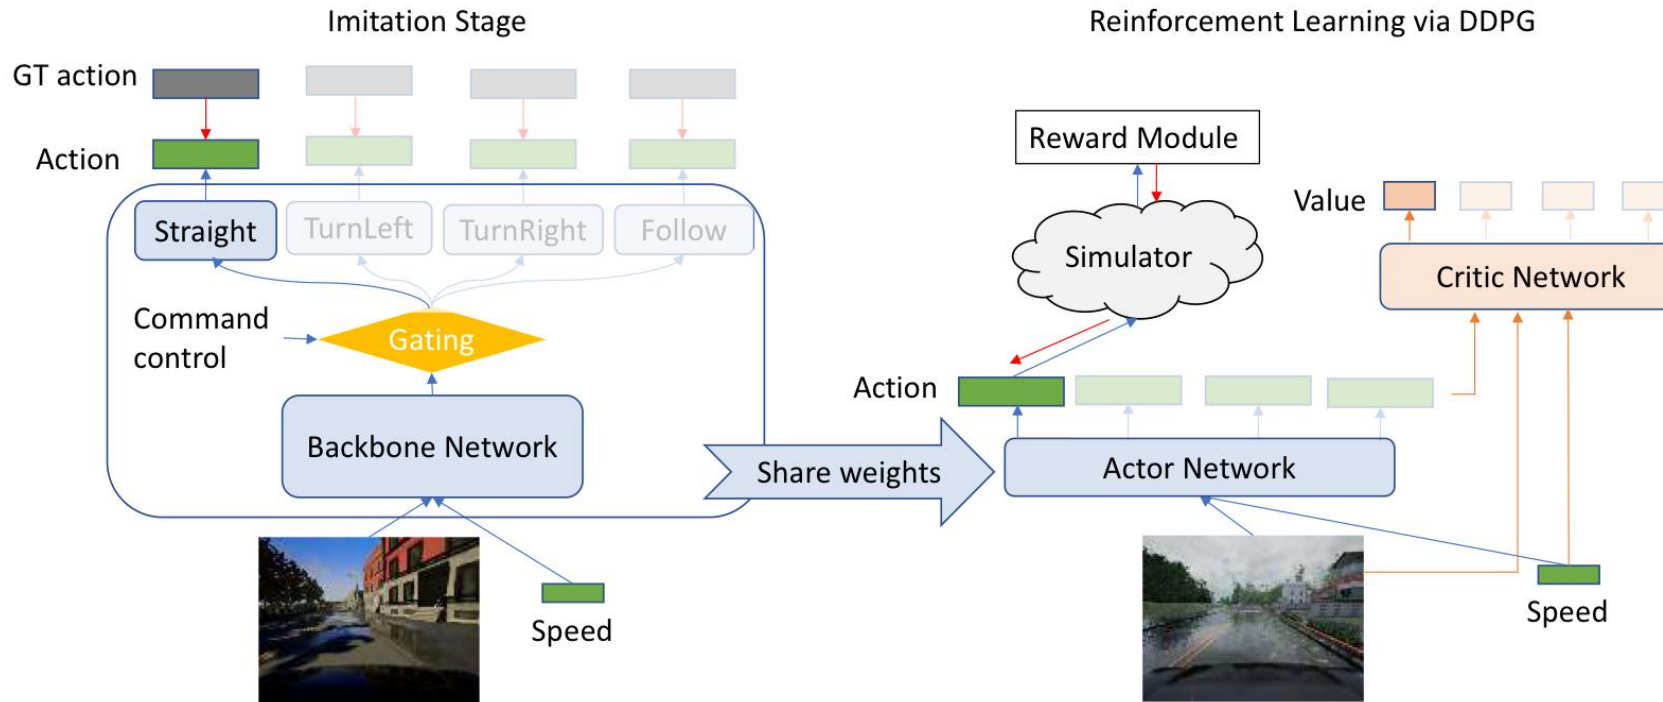 Imitation Stage
GT action
Action
Straight
TurnLeft
TurnRight
Follow
Command
control
Gating
Backbone Network
Speed
Share weights
Reinforcement Learning via DDPG
Reward Module
Simulator
Value
Critic Network
Action
Actor Network
Speed